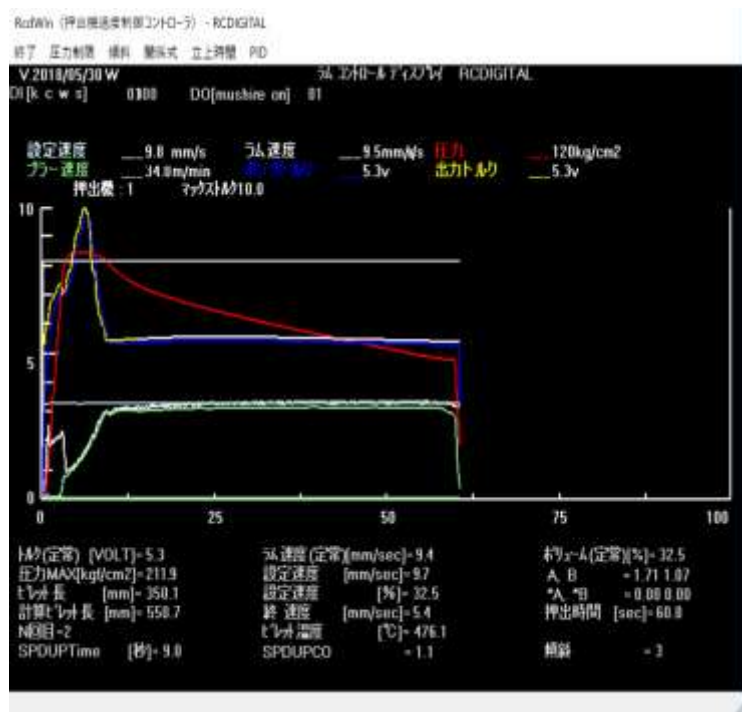 RcdWin (押出機速度制御コントローラ) - RCDIGITAL
終了 圧力制限 傾斜 関係式 立上時間 PID
V.2018/05/30 W ラム コントロール ディスプレイ RCDIGITAL
DI[k c w s] 0100 DO[mushire on] 01
設定速度 9.8 mm/s ラム速度 9.5mm/s 圧力 120kg/cm2
プラー速度 34.0m/min 5.3v 出力トルク 5.3v
押出機 : 1 マックストルク10.0
10
5
0
0 25 50 75 100
トルク(定常) [VOLT]= 5.3 ラム速度(定常)[mm/sec]= 9.4 ボリューム(定常)[%]= 32.5
圧力MAX[kgf/cm2]= 211.9 設定速度 [mm/sec]= 9.7 A, B = 1.71 1.07
ビレット長 [mm]= 350.1 設定速度 [%]= 32.5 *A, *B = 0.00 0.00
計算ビレット長 [mm]= 550.7 終 速度 [mm/sec]= 5.4 押出時間 [sec]= 60.8
N回目=2 ビレット温度 [℃]= 476.1
SPDUPTime [秒]= 9.0 SPDUPCO = 1.1 傾斜 = 3